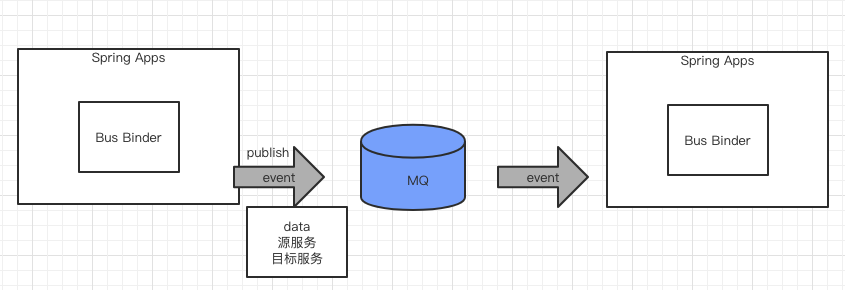 Spring Apps
Bus Binder
publish
event
data
源服务
目标服务
MQ
event
Spring Apps
Bus Binder